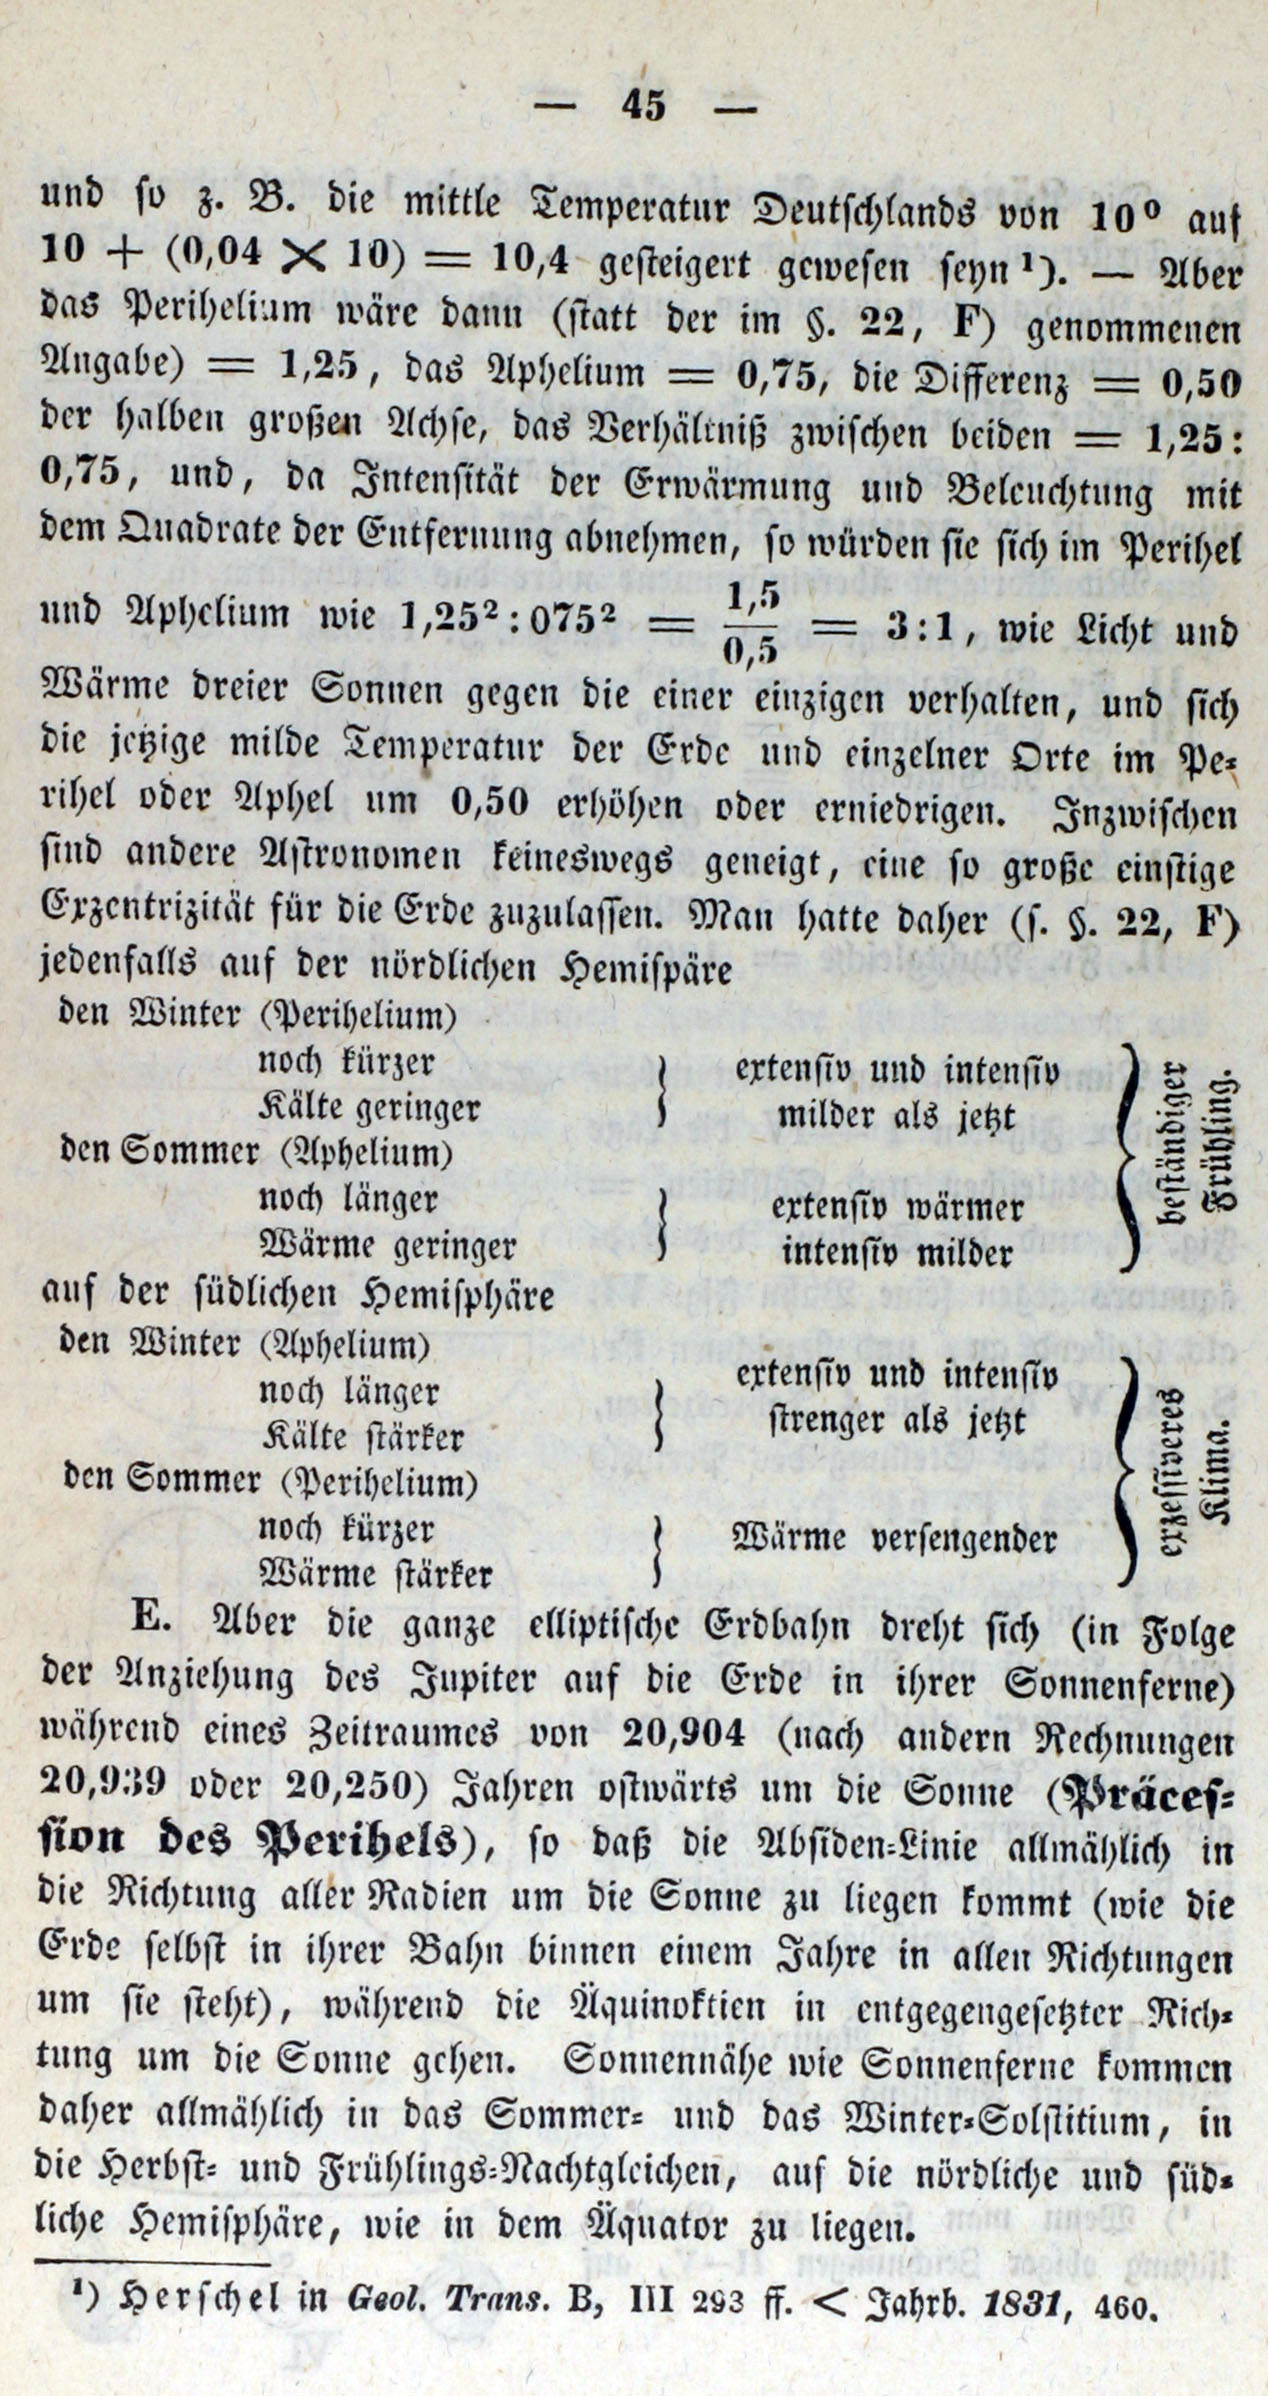 — 45 —
und so z. B. die mittle Temperatur Deutschlands von 10⁰ auf
10 + (0,04 × 10) = 10,4 gesteigert gewesen seyn ¹). — Aber
das Perihelium wäre dann (statt der im §. 22, F) genommenen
Angabe) = 1,25, das Aphelium = 0,75, die Differenz = 0,50
der halben großen Achse, das Verhältniß zwischen beiden = 1,25:
0,75, und, da Intensität der Erwärmung und Beleuchtung mit
dem Quadrate der Entfernung abnehmen, so würden sie sich im Perihel
und Aphelium wie 1,25² : 075² = 1,5/0,5 = 3 : 1, wie Licht und
Wärme dreier Sonnen gegen die einer einzigen verhalten, und sich
die jetzige milde Temperatur der Erde und einzelner Orte im Pe-
rihel oder Aphel um 0,50 erhöhen oder erniedrigen. Inzwischen
sind andere Astronomen keineswegs geneigt, eine so große einstige
Exzentrizität für die Erde zuzulassen. Man hatte daher (s. §. 22, F)
jedenfalls auf der nördlichen Hemispäre
den Winter (Perihelium)
noch kürzer } extensiv und intensiv
Kälte geringer milder als jetzt
den Sommer (Aphelium)
noch länger } extensiv wärmer
Wärme geringer intensiv milder
} beständiger
Frühling.
auf der südlichen Hemisphäre
den Winter (Aphelium)
noch länger } extensiv und intensiv
Kälte stärker strenger als jetzt
den Sommer (Perihelium)
noch kürzer } Wärme versengender
Wärme stärker
} exzessiveres
Klima.
E. Aber die ganze elliptische Erdbahn dreht sich (in Folge
der Anziehung des Jupiter auf die Erde in ihrer Sonnenferne)
während eines Zeitraumes von 20,904 (nach andern Rechnungen
20,939 oder 20,250) Jahren ostwärts um die Sonne (Präces-
sion des Perihels), so daß die Absiden-Linie allmählich in
die Richtung aller Radien um die Sonne zu liegen kommt (wie die
Erde selbst in ihrer Bahn binnen einem Jahre in allen Richtungen
um sie steht), während die Äquinoktien in entgegengesetzter Rich-
tung um die Sonne gehen. Sonnennähe wie Sonnenferne kommen
daher allmählich in das Sommer- und das Winter-Solstitium, in
die Herbst- und Frühlings-Nachtgleichen, auf die nördliche und süd-
liche Hemisphäre, wie in dem Äquator zu liegen.
¹) Herschel in Geol. Trans. B, III 293 ff. < Jahrb. 1831, 460.